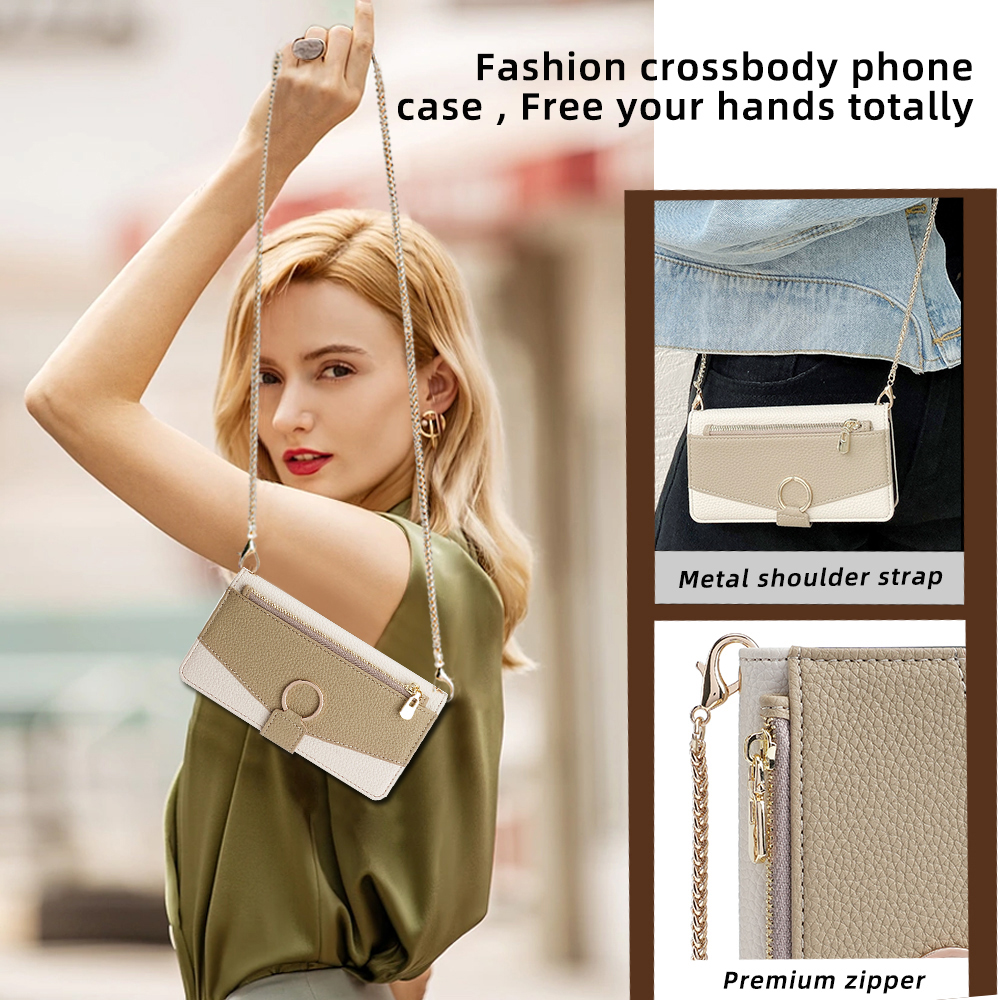 Fashion crossbody phone
case , Free your hands totally
Metal shoulder strap
Premium zipper